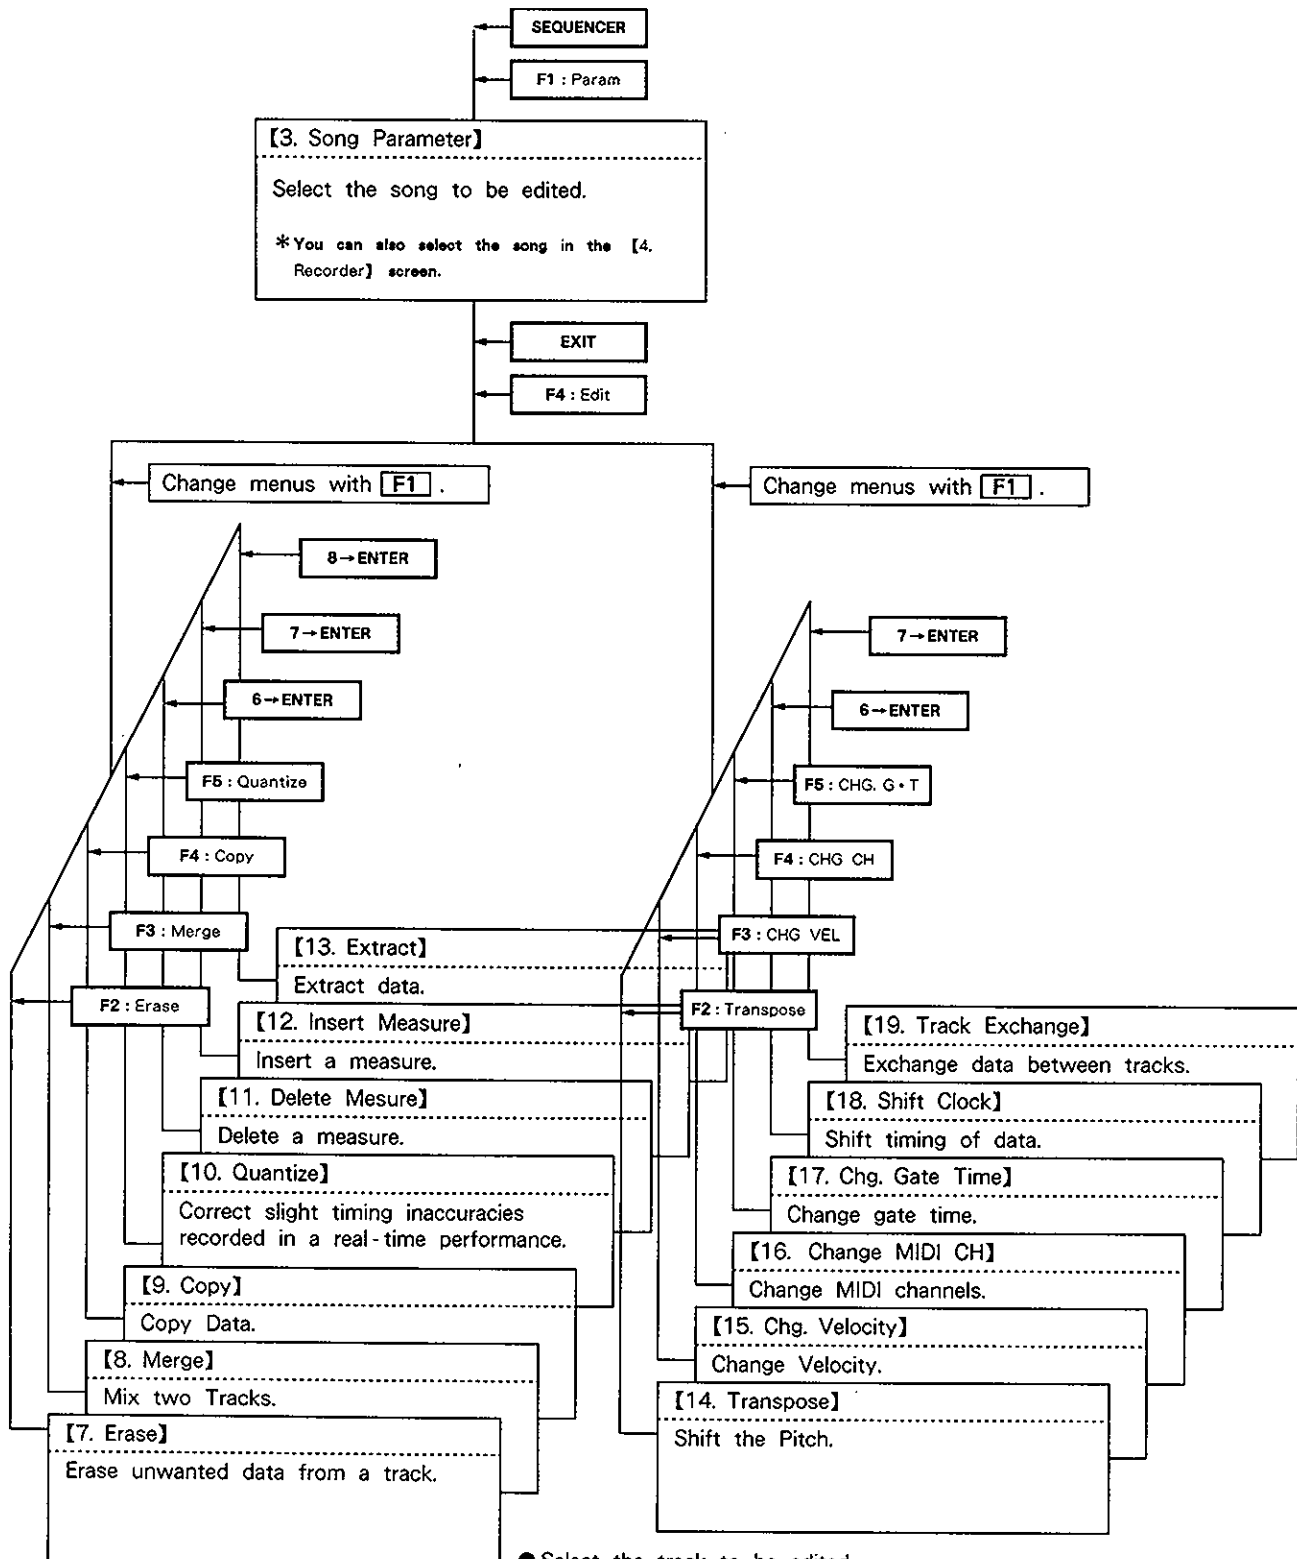 SEQUENCER
F1 : Param
【3. Song Parameter】
Select the song to be edited.
*You can also select the song in the 【4.
Recorder】 screen.
EXIT
F4 : Edit
Change menus with F1 .
Change menus with F1 .
8→ENTER
7→ENTER
6→ENTER
F5 : Quantize
F4 : Copy
F3 : Merge
F2 : Erase
7→ENTER
6→ENTER
F5 : CHG. G・T
F4 : CHG CH
F3 : CHG VEL
F2 : Transpose
【13. Extract】
Extract data.
【12. Insert Measure】
Insert a measure.
【11. Delete Mesure】
Delete a measure.
【10. Quantize】
Correct slight timing inaccuracies
recorded in a real-time performance.
【9. Copy】
Copy Data.
【8. Merge】
Mix two Tracks.
【7. Erase】
Erase unwanted data from a track.
【19. Track Exchange】
Exchange data between tracks.
【18. Shift Clock】
Shift timing of data.
【17. Chg. Gate Time】
Change gate time.
【16. Change MIDI CH】
Change MIDI channels.
【15. Chg. Velocity】
Change Velocity.
【14. Transpose】
Shift the Pitch.
●Select the track to be edited